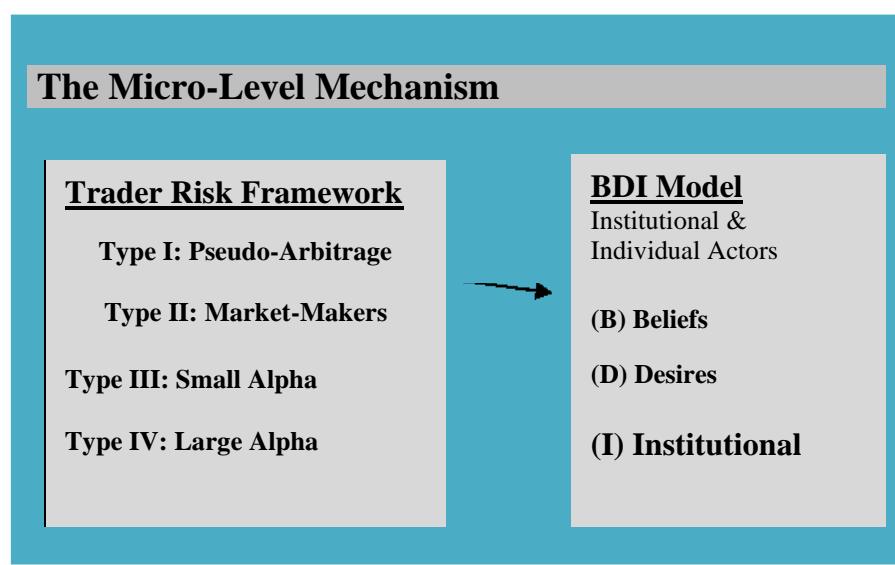 The Micro-Level Mechanism
Trader Risk Framework
Type I: Pseudo-Arbitrage
Type II: Market-Makers
Type III: Small Alpha
Type IV: Large Alpha
BDI Model
Institutional &
Individual Actors
(B) Beliefs
(D) Desires
(I) Institutional